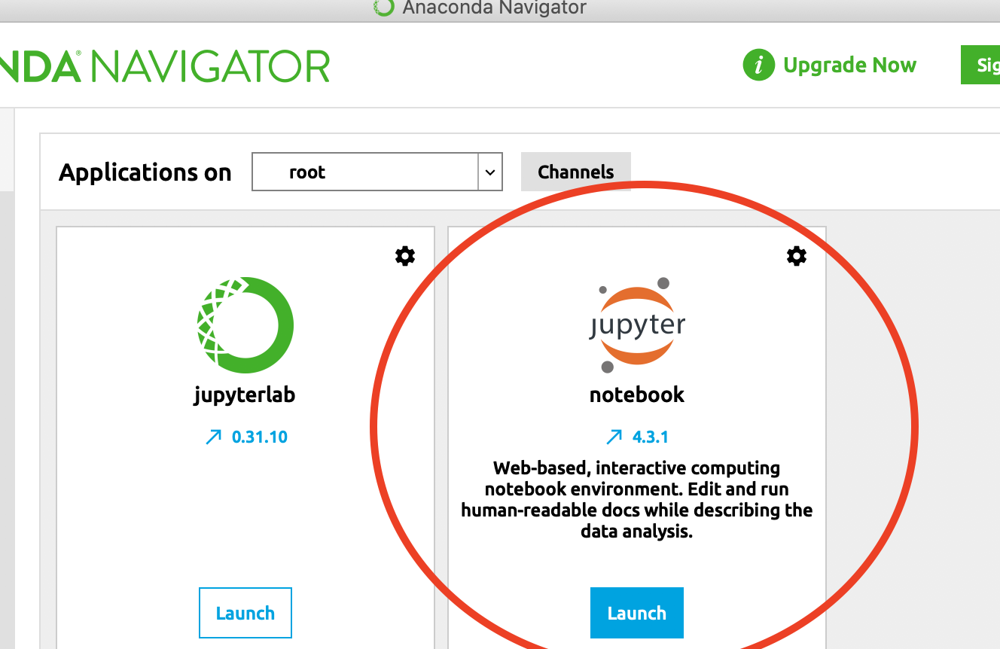 Anaconda Navigator
NDA® NAVIGATOR
i Upgrade Now
Sig
Applications on
root
Channels
jupyterlab
0.31.10
Launch
jupyter
notebook
4.3.1
Web-based, interactive computing
notebook environment. Edit and run
human-readable docs while describing the
data analysis.
Launch